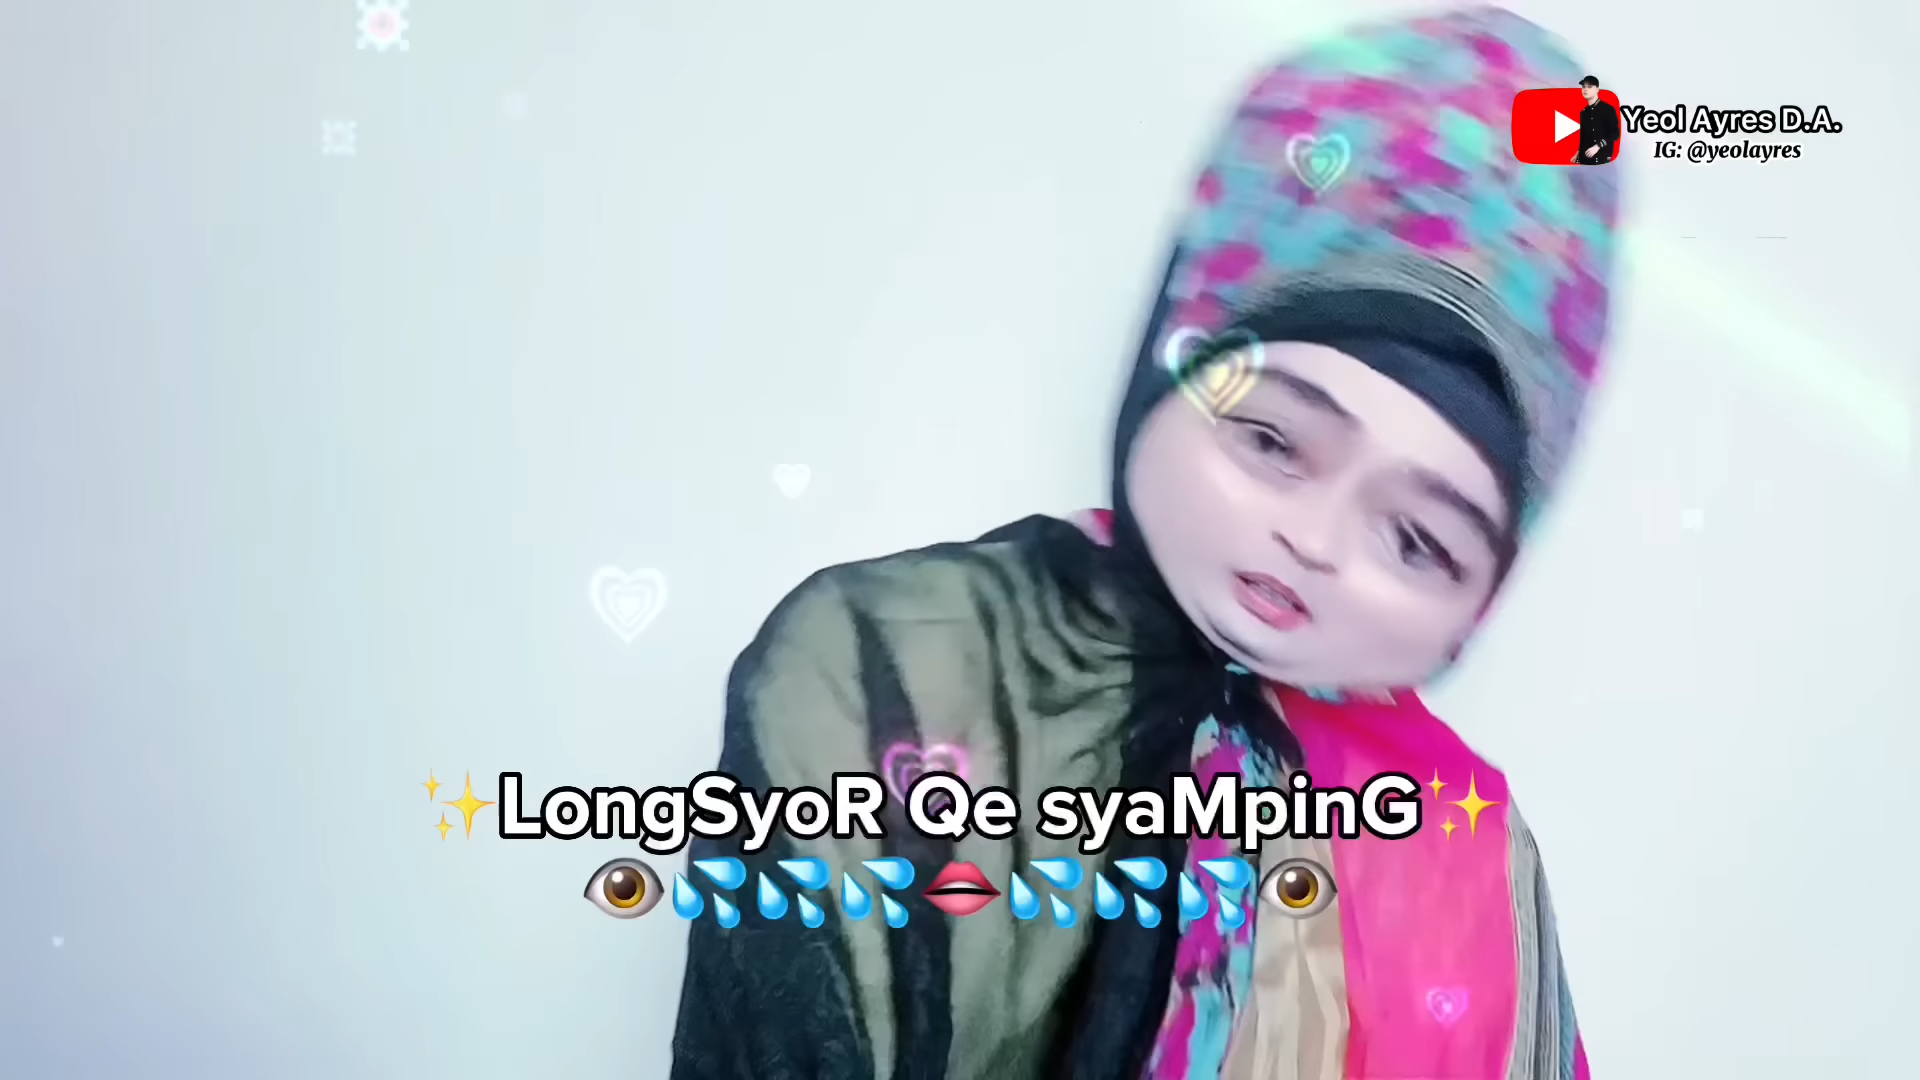 Yeol Ayres D.A.
IG: @yeolayres
✨LongSyoR Qe syaMpinG✨
👁️💦💦💦👄💦💦💦👁️